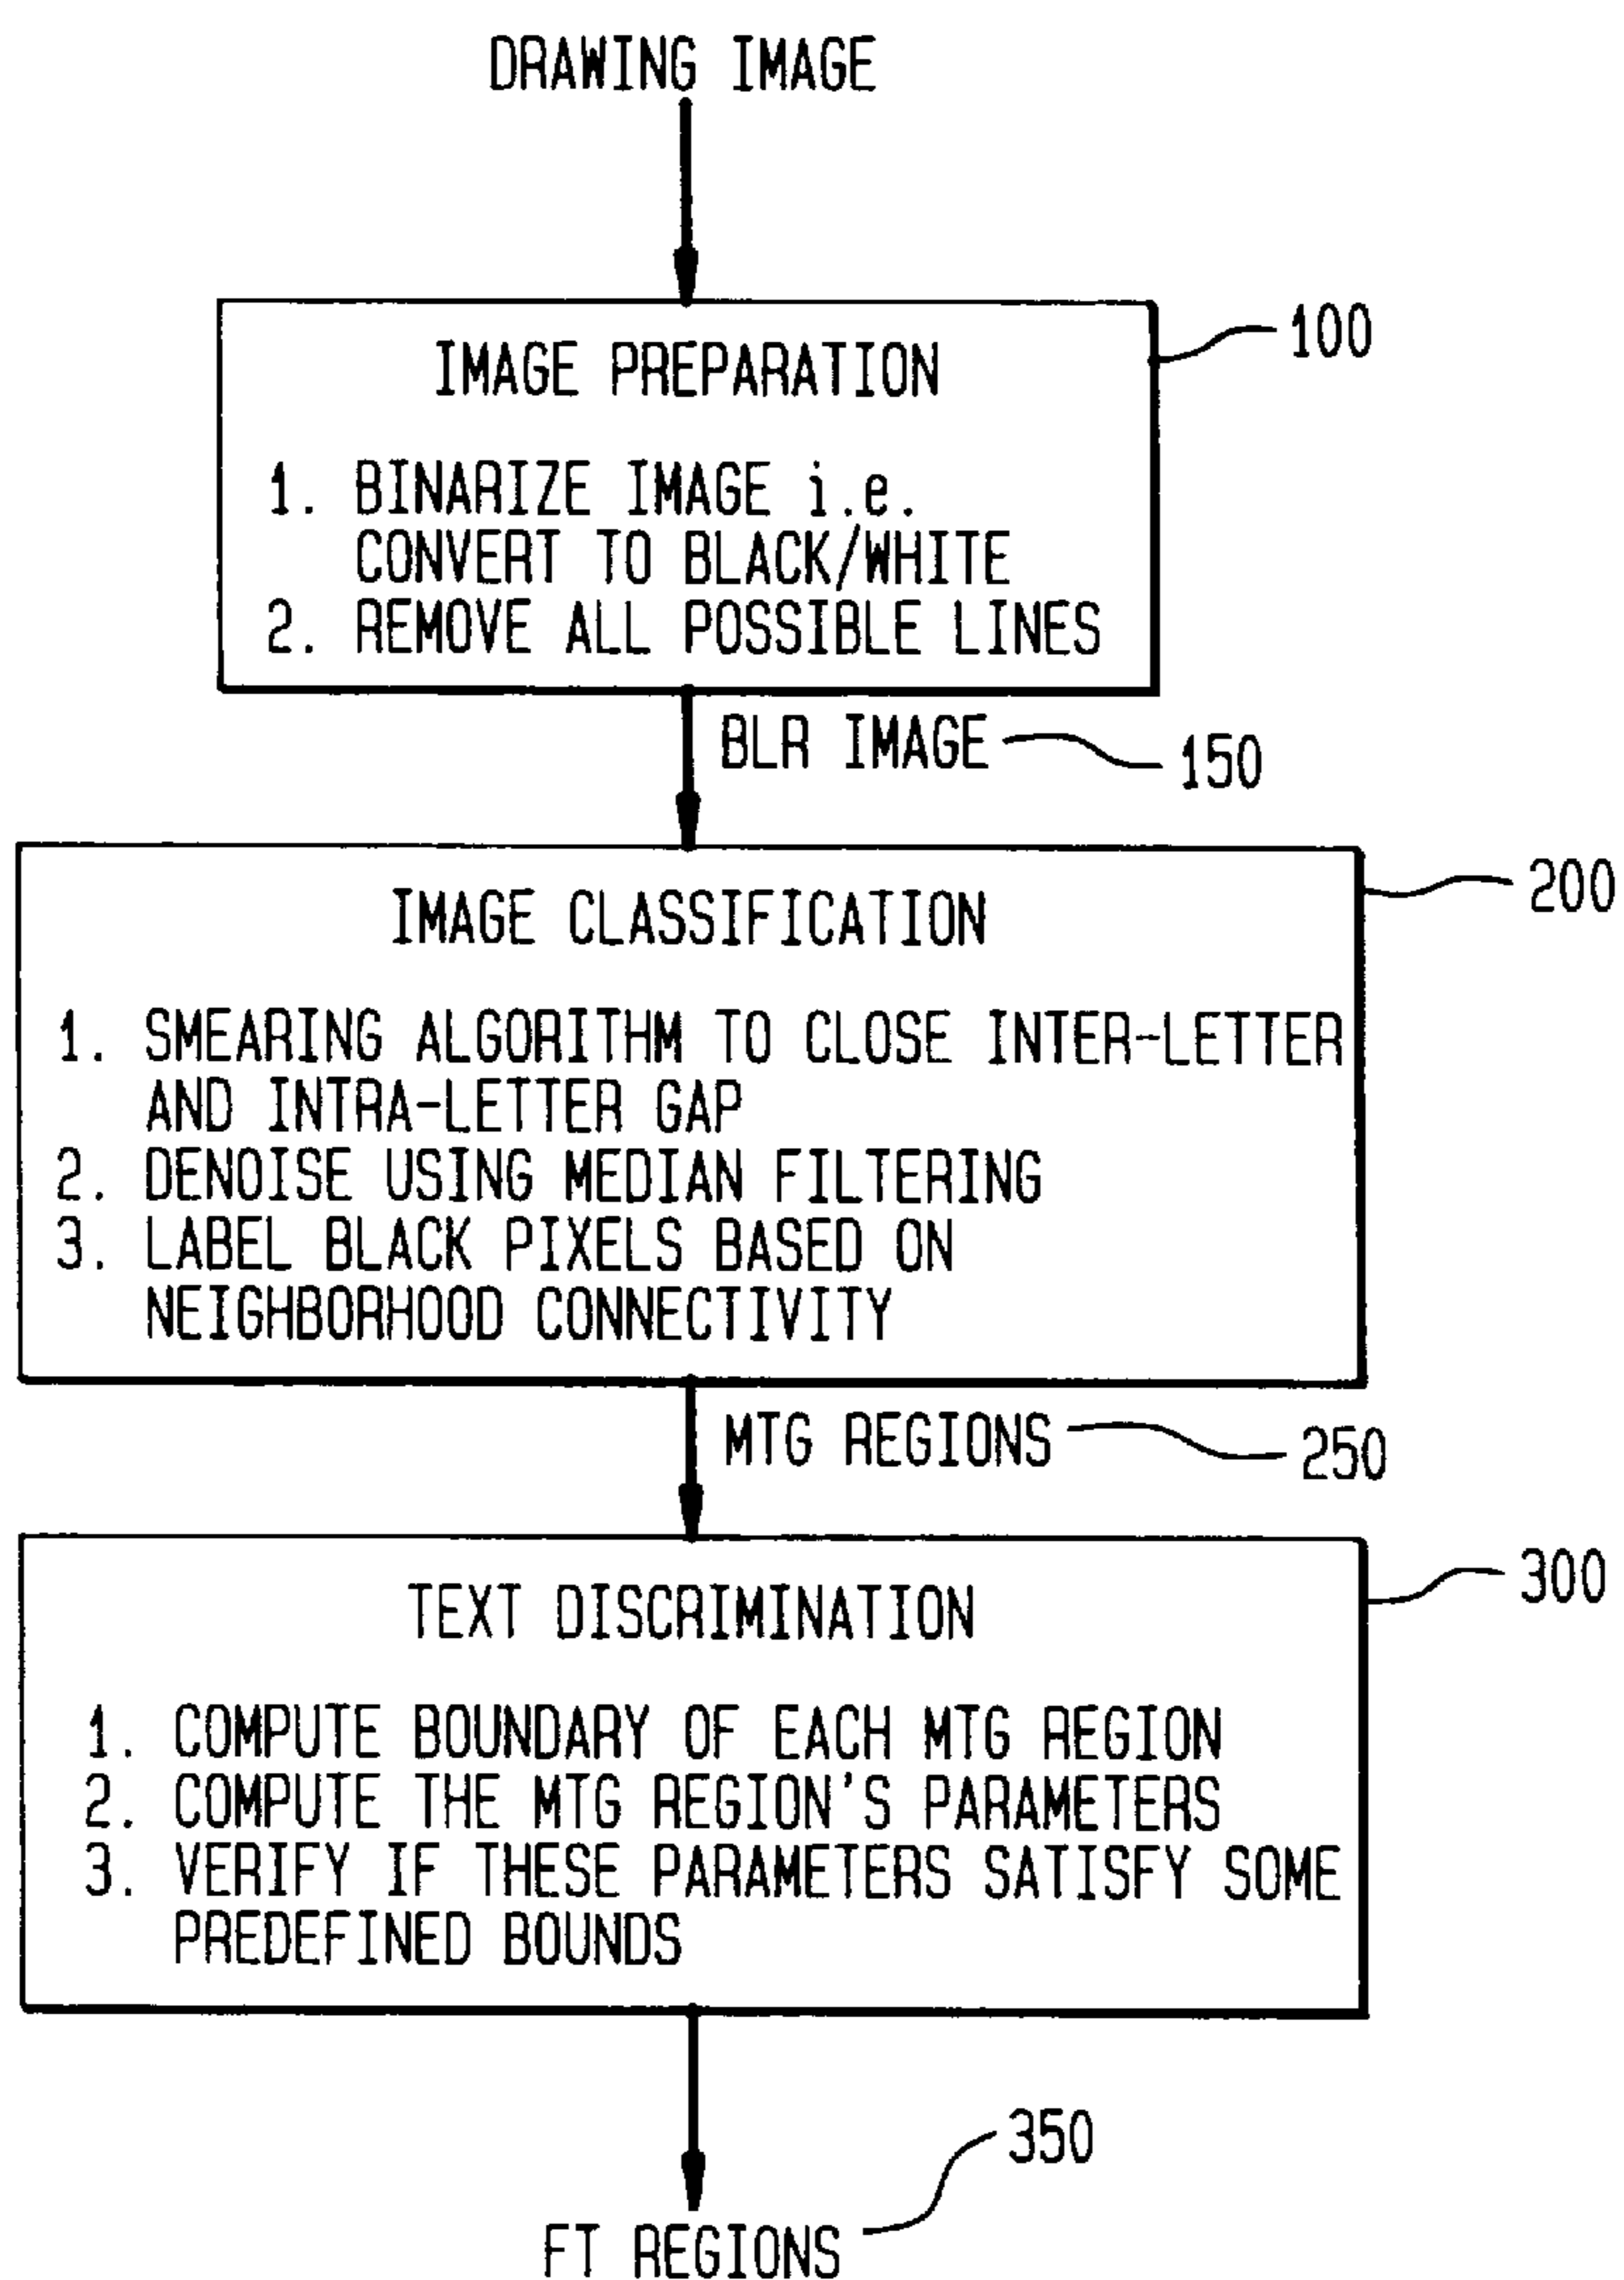 DRAWING IMAGE
100
IMAGE PREPARATION
1. BINARIZE IMAGE i.e.
CONVERT TO BLACK/WHITE
2. REMOVE ALL POSSIBLE LINES
BLR IMAGE 150
200
IMAGE CLASSIFICATION
1. SMEARING ALGORITHM TO CLOSE INTER-LETTER
AND INTRA-LETTER GAP
2. DENOISE USING MEDIAN FILTERING
3. LABEL BLACK PIXELS BASED ON
NEIGHBORHOOD CONNECTIVITY
MTG REGIONS 250
300
TEXT DISCRIMINATION
1. COMPUTE BOUNDARY OF EACH MTG REGION
2. COMPUTE THE MTG REGION'S PARAMETERS
3. VERIFY IF THESE PARAMETERS SATISFY SOME
PREDEFINED BOUNDS
350
FT REGIONS